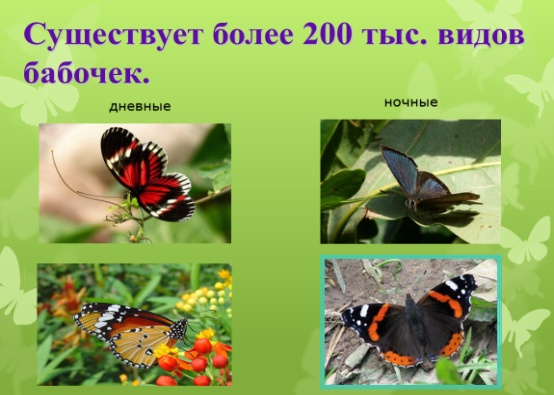 Существует более 200 тыс. видов
бабочек.
дневные
ночные